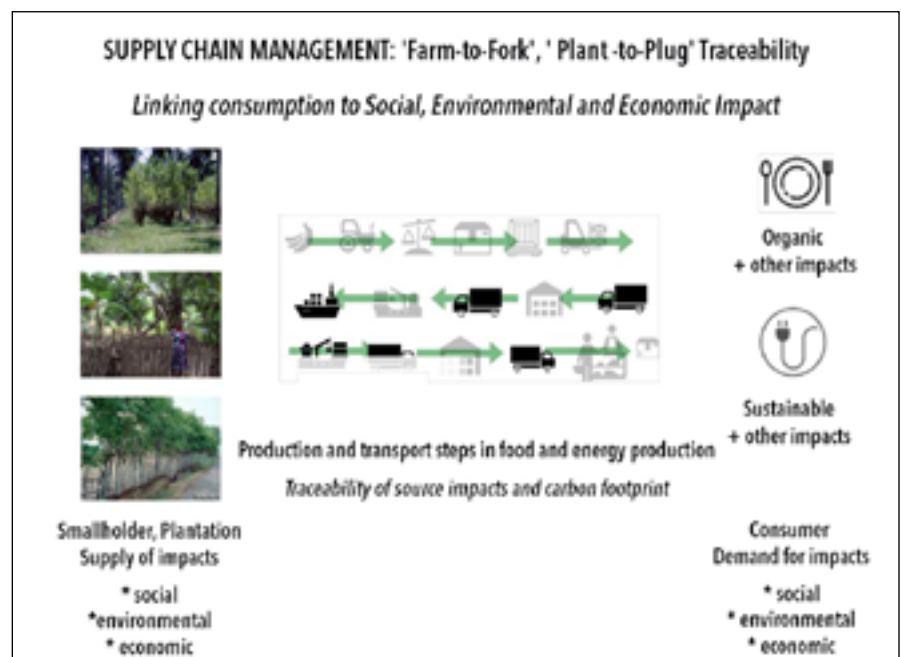 SUPPLY CHAIN MANAGEMENT: 'Farm-to-Fork', ' Plant -to-Plug' Traceability
Linking consumption to Social, Environmental and Economic Impact
Organic
+ other impacts
Sustainable
+ other impacts
Production and transport steps in food and energy production
Traceability of source impacts and carbon footprint
Smallholder, Plantation
Supply of impacts
* social
*environmental
* economic
Consumer
Demand for impacts
* social
* environmental
* economic